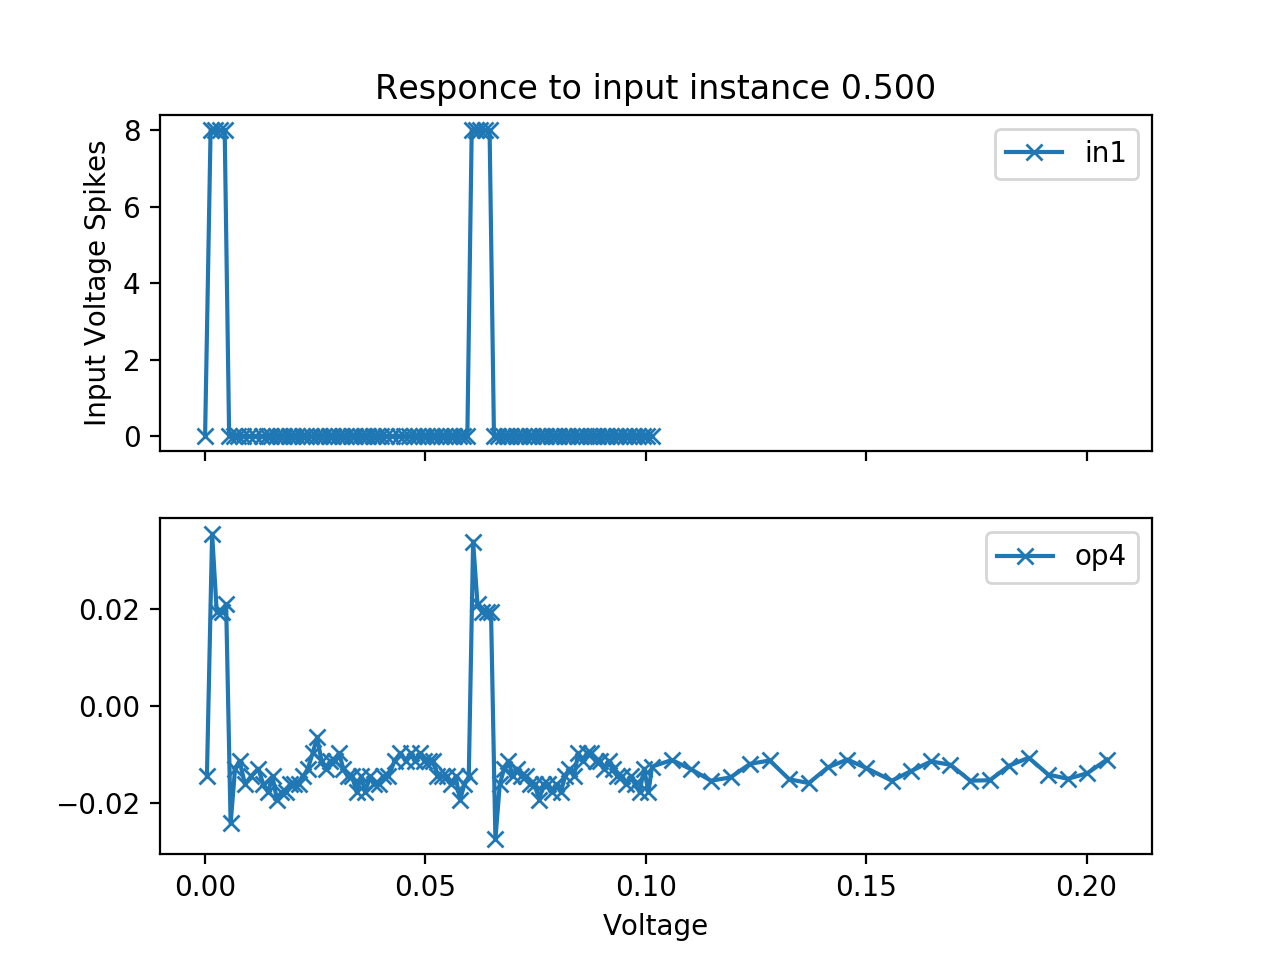 Responce to input instance 0.500
8
6
4
2
0
Input Voltage Spikes
in1
0.02
0.00
−0.02
op4
0.00 0.05 0.10 0.15 0.20
Voltage